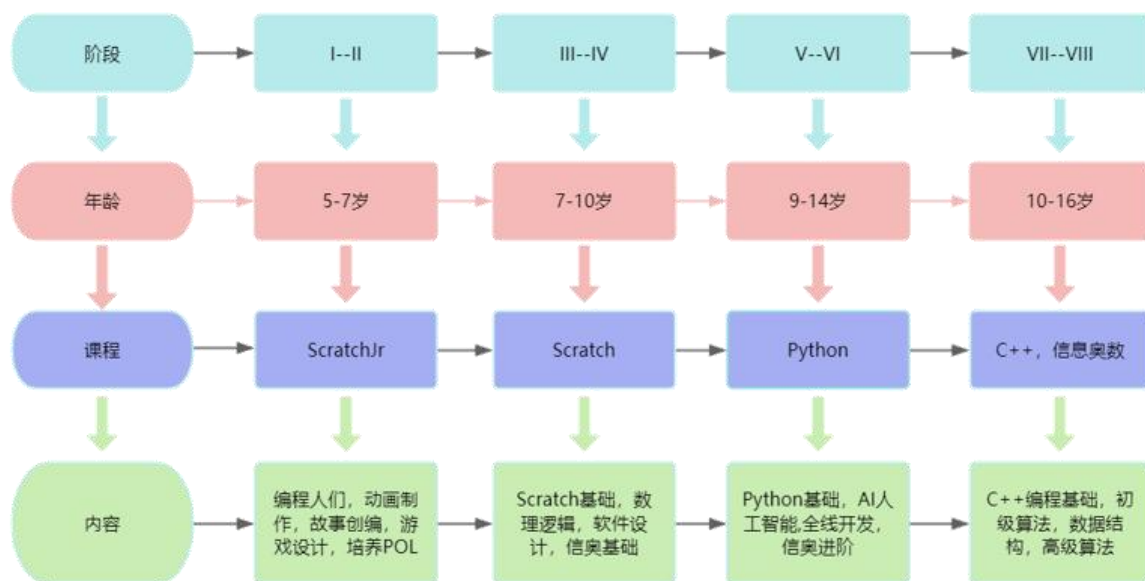 阶段
I--II
III--IV
V--VI
VII--VIII
年龄
5-7岁
7-10岁
9-14岁
10-16岁
课程
ScratchJr
Scratch
Python
C++，信息奥数
内容
编程人们，动画制
作，故事创编，游
戏设计，培养POL
Scratch基础，数
理逻辑，软件设
计，信奥基础
Python基础，AI人
工智能,全线开发，
信奥进阶
C++编程基础，初
级算法，数据结
构，高级算法